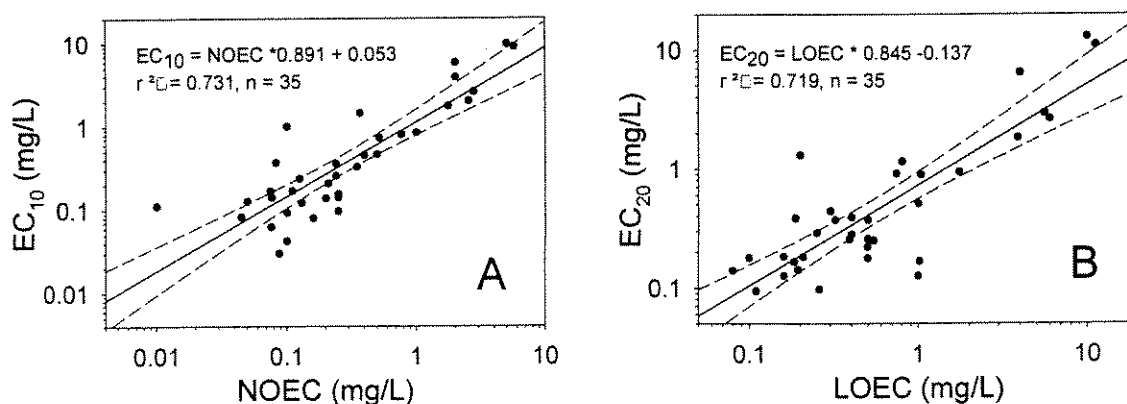 EC₁₀ (mg/L)
10
1
0.1
0.01
EC₁₀ = NOEC *0.891 + 0.053
r ²□= 0.731, n = 35
A
0.01 0.1 1 10
NOEC (mg/L)
EC₂₀ (mg/L)
10
1
0.1
EC₂₀ = LOEC * 0.845 -0.137
r ²□= 0.719, n = 35
B
0.1 1 10
LOEC (mg/L)